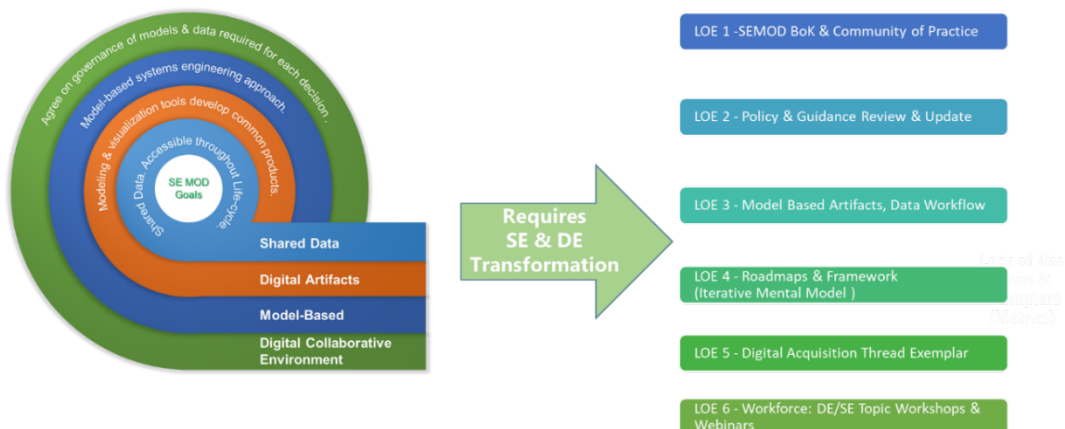 Agree on governance of models & data required for each decision .
Model-based systems engineering approach.
Modeling & visualization tools develop common products.
Shared Data. Accessible throughout Life-cycle.
SE MOD
Goals
Shared Data
Digital Artifacts
Model-Based
Digital Collaborative
Environment
Requires
SE & DE
Transformation
LOE 1 -SEMOD BoK & Community of Practice
LOE 2 - Policy & Guidance Review & Update
LOE 3 - Model Based Artifacts, Data Workflow
LOE 4 - Roadmaps & Framework
(Iterative Mental Model )
LOE 5 - Digital Acquisition Thread Exemplar
LOE 6 - Workforce: DE/SE Topic Workshops &
Webinars
(Metrics)